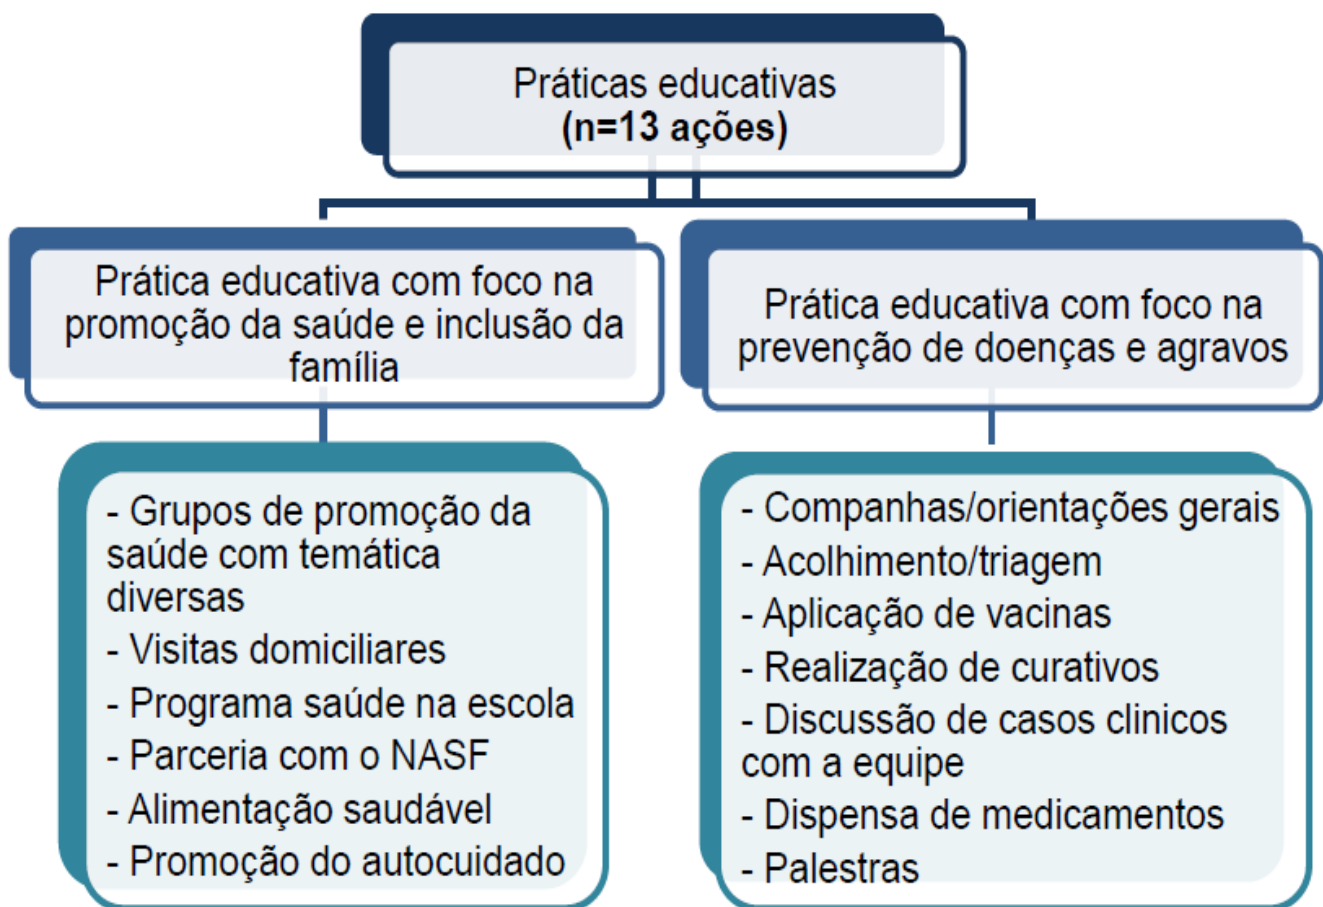 Práticas educativas
(n=13 ações)
Prática educativa com foco na
promoção da saúde e inclusão da
família
Prática educativa com foco na
prevenção de doenças e agravos
- Grupos de promoção da
saúde com temática
diversas
- Visitas domiciliares
- Programa saúde na escola
- Parceria com o NASF
- Alimentação saudável
- Promoção do autocuidado
- Companhas/orientações gerais
- Acolhimento/triagem
- Aplicação de vacinas
- Realização de curativos
- Discussão de casos clinicos
com a equipe
- Dispensa de medicamentos
- Palestras